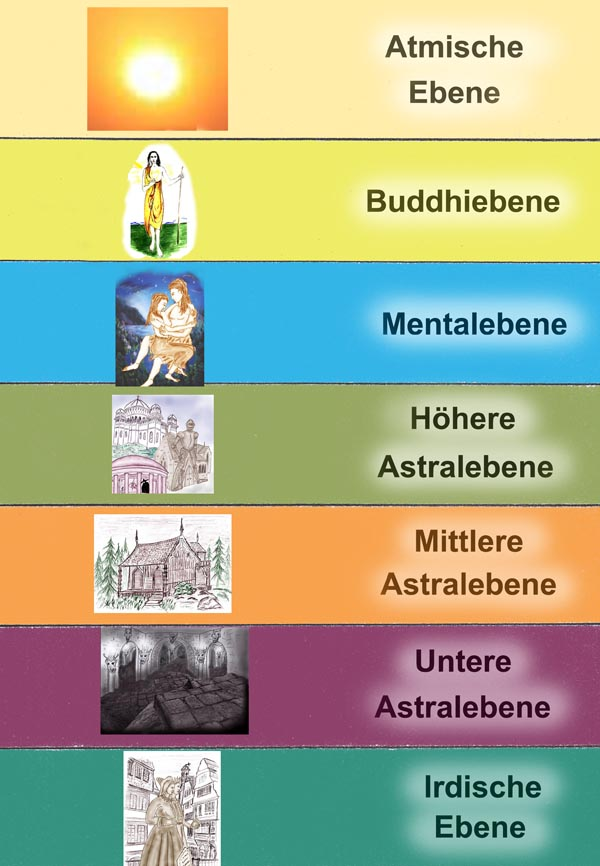 Atmische
Ebene
Buddhiebene
Mentalebene
Höhere
Astralebene
Mittlere
Astralebene
Untere
Astralebene
Irdische
Ebene